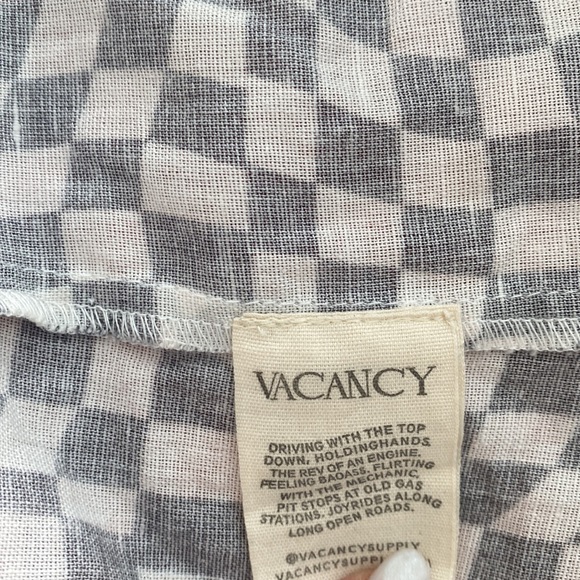 VACANCY
DRIVING WITH THE TOP
DOWN, HOLDINGHANDS.
THE REV OF AN ENGINE.
FEELING BADASS. FLIRTING
WITH THE MECHANIC.
PIT STOPS AT OLD GAS
STATIONS. JOYRIDES ALONG
LONG OPEN ROADS.
@VACANCYSUPPLY